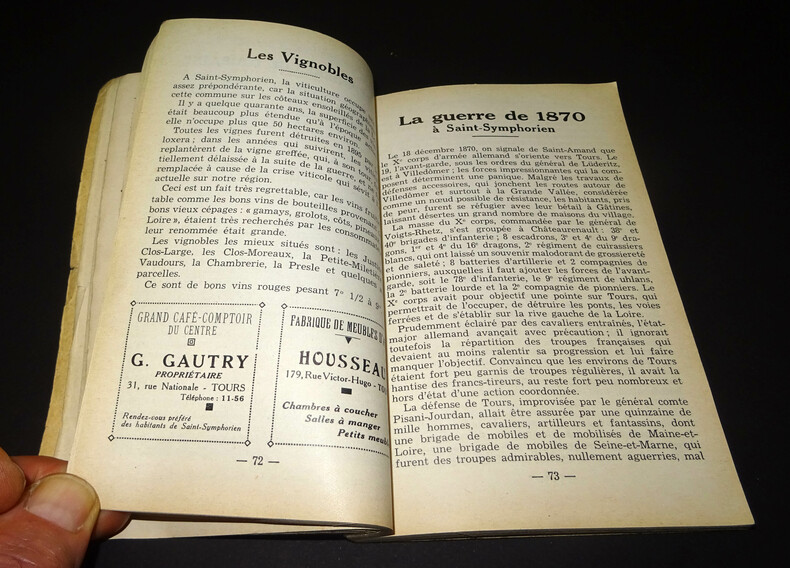 Les Vignobles
A Saint-Symphorien, la viticulture
assez prépondérante, car la situation
cette commune sur les côteaux ensoleillés
Il y a quelque quarante ans, la superficie de
était beaucoup plus étendue qu'à l'époque
elle n'occupe plus que 50 hectares environ.
Toutes les vignes furent détruites en
loxera; dans les années qui suivirent, les
replantèrent de la vigne greffée, qui, à son
tiellement délaissée à la suite de la guerre, et
remplacée à cause de la crise viticole qui
actuelle sur notre région.
Ceci est un fait très regrettable, car les vins
table comme les bons vins de bouteilles provenant
bons vieux cépages : « gamays, grolots, côts,
Loire », étaient très recherchés par les
leur renommée était grande.
Les vignobles les mieux situés sont : les
Clos-Large, les Clos-Moreaux, la
Vaudours, la Chambrerie, la Presle et quelques
parcelles.
Ce sont de bons vins rouges pesant 7° 1/2 à
GRAND CAFÉ-COMPTOIR
DU CENTRE
G. GAUTRY
PROPRIÉTAIRE
31, rue Nationale - TOURS
Téléphone : 11-56
Rendez-vous préféré
des habitants de Saint-Symphorien
FABRIQUE DE MEUBLES
HOUSSEAU
179, Rue Victor-Hugo -
Chambres à coucher
Salles à manger
Petits
— 72 —
La guerre de 1870
à Saint-Symphorien
Le 18 décembre 1870, on signale de Saint-Amand que
le Xe corps d'armée allemand s'oriente vers Tours. Le
19, l'avant-garde, sous les ordres du général de Lüderitz,
est à Villedômer; les forces impressionnantes qui la com-
posent déterminent une panique. Malgré les travaux de
défenses accessoires, qui jonchent les routes autour de
Villedômer et surtout à la Grande Vallée, considérée
comme un nœud possible de résistance, les habitants, pris
de peur, furent se réfugier avec leur bétail à Gâtines,
laissant désertes un grand nombre de maisons du village.
La masse du Xe corps, commandée par le général de
Voigts-Rhetz, s'est groupée à Châteaurenault : 38e et
40e brigades d'infanterie; 8 escadrons, 3e et 4e du 9e dra-
gons, 1er et 4e du 16e dragons, 2e régiment de cuirassiers
blancs, qui ont laissé un souvenir malodorant de grossiereté
et de saleté; 8 batteries d'artillerie et 2 compagnies de
pionniers, auxquelles il faut ajouter les forces de l'avant-
garde, soit le 78e d'infanterie, le 9e régiment de uhlans,
la 2e batterie lourde et la 2e compagnie de pionniers. Le
Xe corps avait pour objectif une pointe sur Tours, qui
permettrait de l'occuper, de détruire les ponts, les voies
ferrées et de s'établir sur la rive gauche de la Loire.
Prudemment éclairé par des cavaliers entrainés, l'état-
major allemand avançait avec précaution; il ignorait
toutefois la répartition des troupes françaises qui
devaient au moins ralentir sa progression et lui faire
manquer l'objectif. Convaincu que les environs de Tours
étaient fort peu garnis de troupes régulières, il avait la
hantise des francs-tireurs, au reste fort peu nombreux et
hors d'état d'une action coordonnée.
La défense de Tours, improvisée par le général comte
Pisani-Jourdan, allait être assurée par une quinzaine de
mille hommes, cavaliers, artilleurs et fantassins, dont
une brigade de mobiles et de mobilisés de Maine-et-
Loire, une brigade de mobiles de Seine-et-Marne, qui
furent des troupes admirables, nullement aguerries, mal
— 73 —